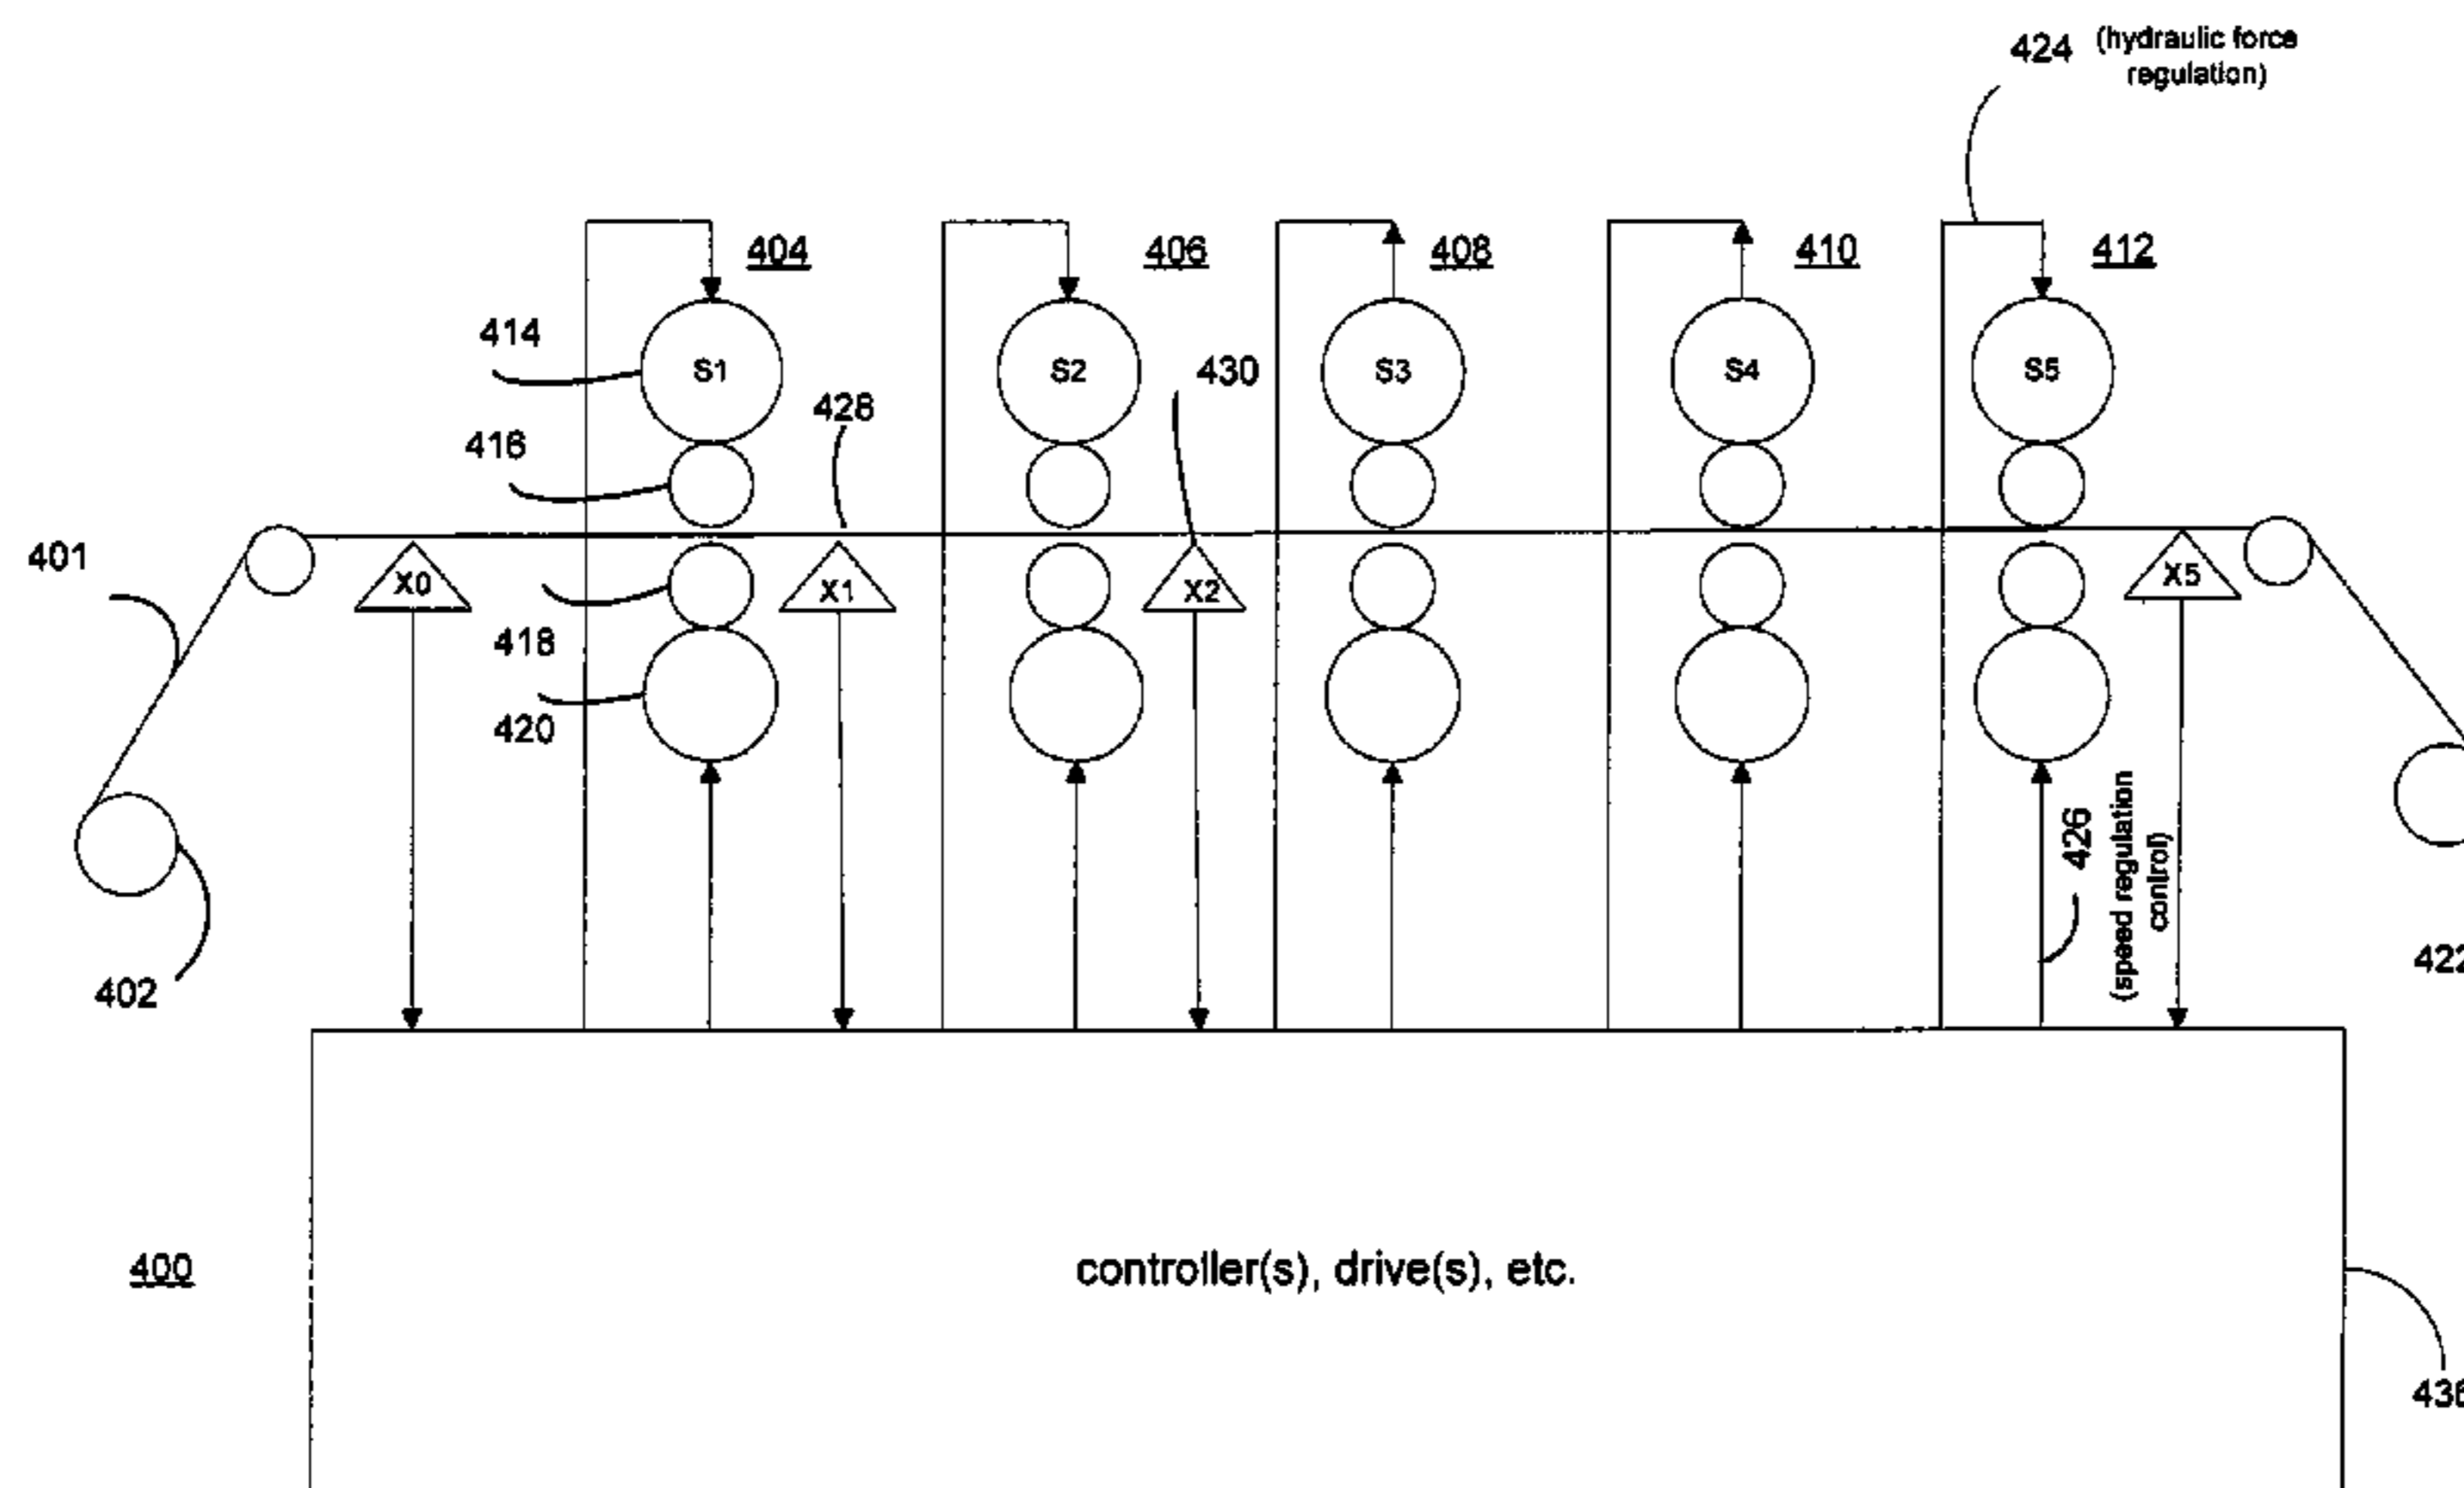 424 (hydraulic force
regulation)
404
406
408
410
412
414
S1
S2
430
S3
S4
S5
428
416
401
X0
X1
X2
X5
418
420
426
(speed regulation
control)
402
422
400
controller(s), drive(s), etc.